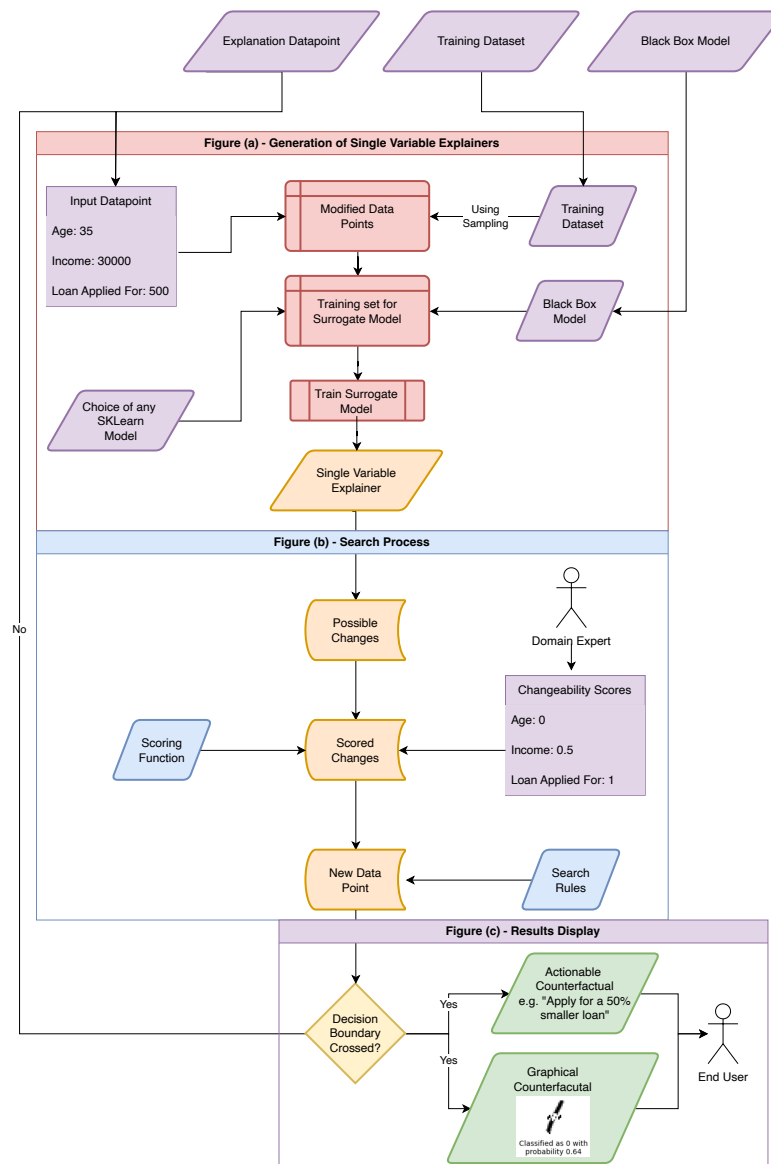 Explanation Datapoint
Training Dataset
Black Box Model
Figure (a) - Generation of Single Variable Explainers
Input Datapoint
Age: 35
Income: 30000
Loan Applied For: 500
Modified Data
Points
Using
Sampling
Training
Dataset
Training set for
Surrogate Model
Black Box
Model
Choice of any
SKLearn
Model
Train Surrogate
Model
Single Variable
Explainer
Figure (b) - Search Process
No
Possible
Changes
Domain Expert
Changeability Scores
Age: 0
Income: 0.5
Loan Applied For: 1
Scoring
Function
Scored
Changes
New Data
Point
Search
Rules
Figure (c) - Results Display
Decision
Boundary
Crossed?
Yes
Actionable
Counterfactual
e.g. "Apply for a 50%
smaller loan"
Yes
Graphical
Counterfacutal
Classified as 0 with
probability 0.64
End User